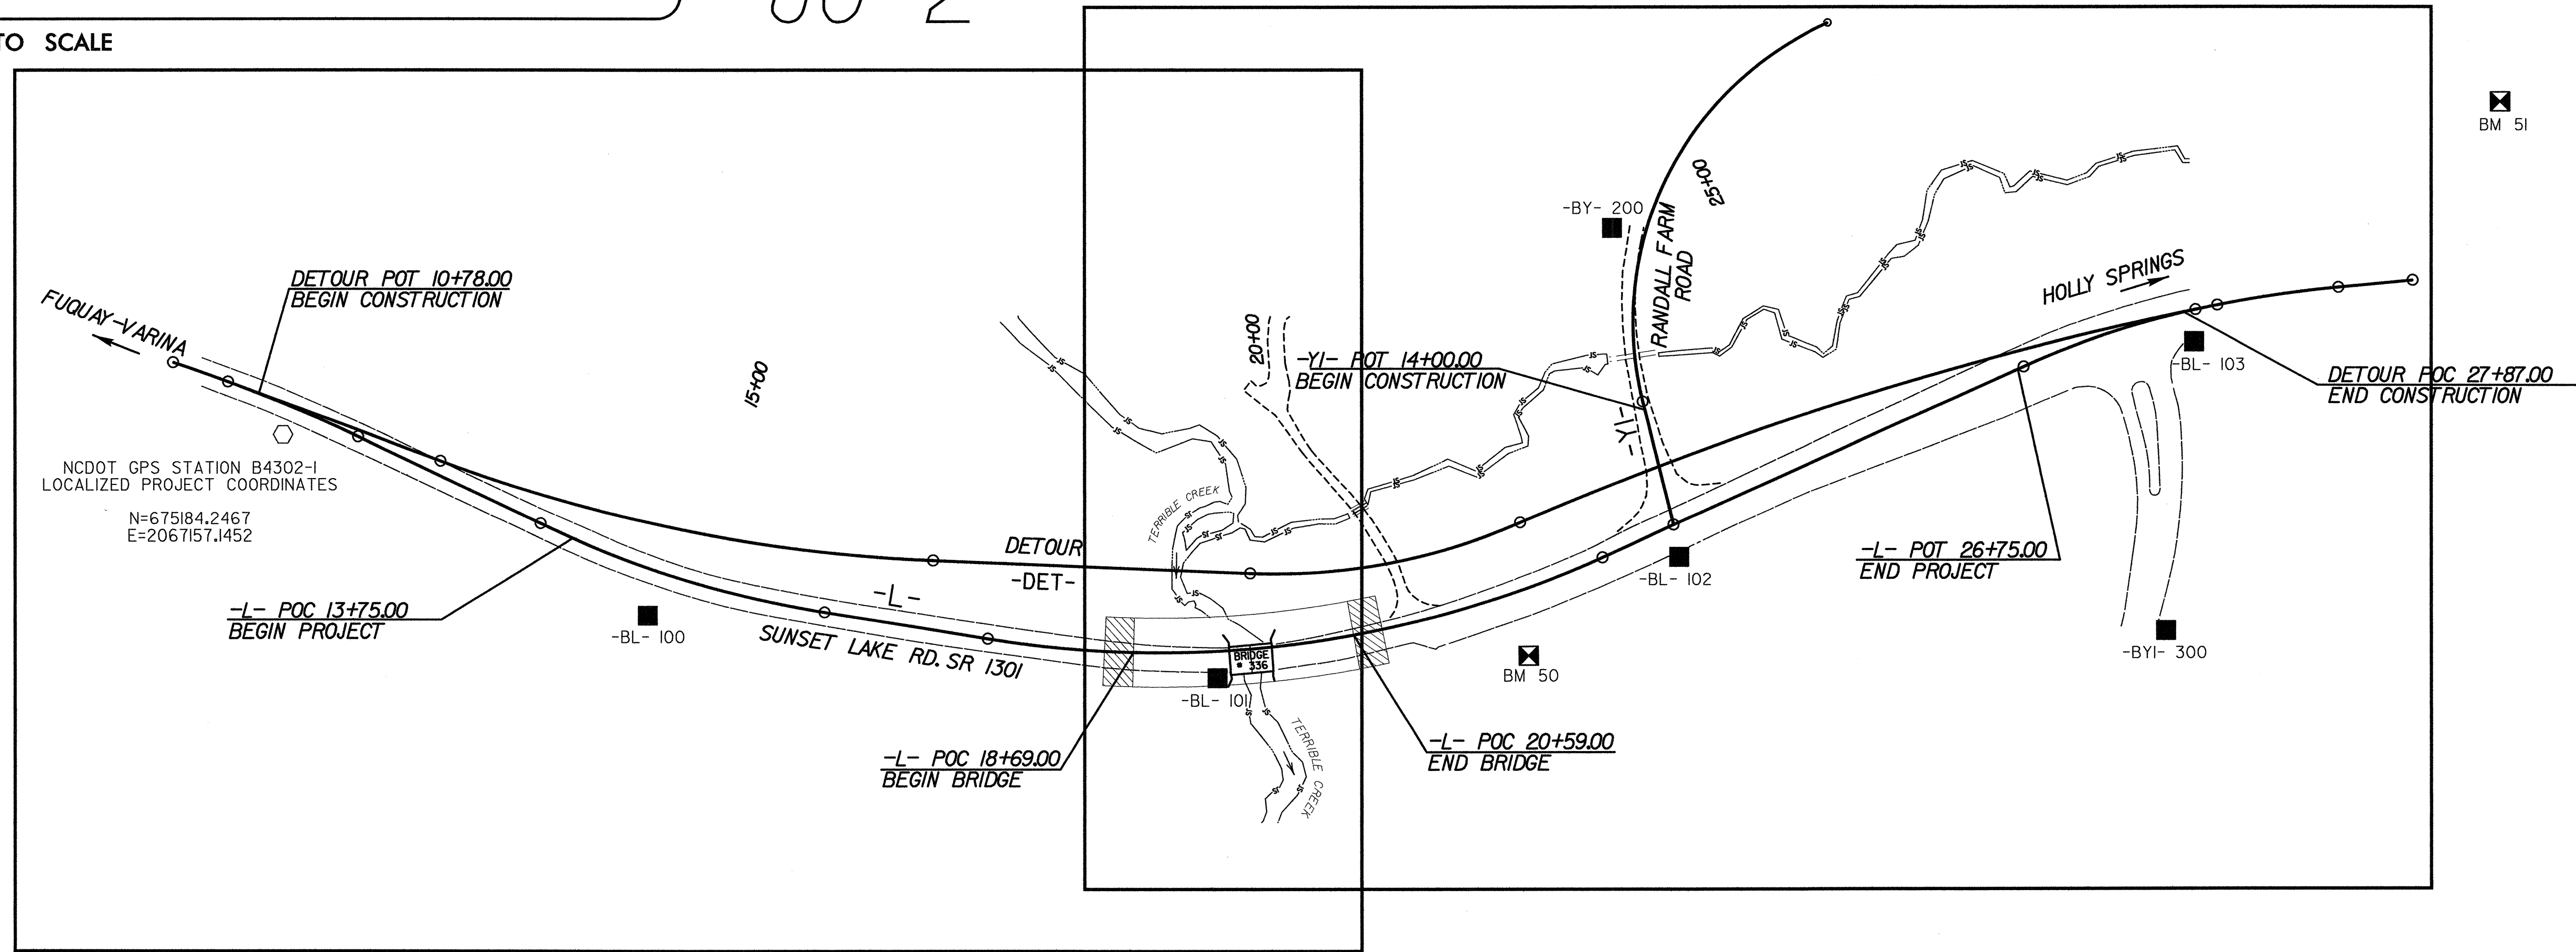 TO SCALE
BM 51
-BY- 200
25+00
RANDALL FARM
ROAD
HOLLY SPRINGS
DETOUR POT 10+78.00
BEGIN CONSTRUCTION
FUQUAY-VARINA
15+00
20+00
-Y1- POT 14+00.00
BEGIN CONSTRUCTION
-Y1-
-BL- 103
DETOUR POC 27+87.00
END CONSTRUCTION
NCDOT GPS STATION B4302-1
LOCALIZED PROJECT COORDINATES
N=675184.2467
E=2067157.1452
TERRIBLE CREEK
DETOUR
-DET-
-L-
-L- POT 26+75.00
END PROJECT
-BL- 102
-L- POC 13+75.00
BEGIN PROJECT
-BL- 100
SUNSET LAKE RD. SR 1301
BRIDGE
# 336
-BL- 101
BM 50
-BY1- 300
TERRIBLE CREEK
-L- POC 18+69.00
BEGIN BRIDGE
-L- POC 20+59.00
END BRIDGE